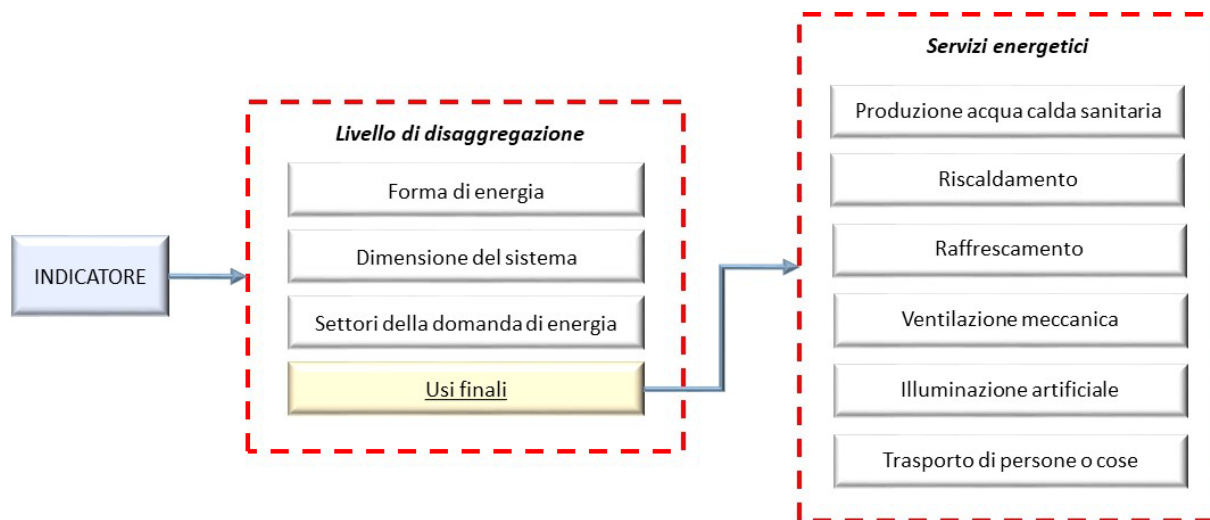 Servizi energetici
Produzione acqua calda sanitaria
Livello di disaggregazione
Forma di energia
Riscaldamento
Dimensione del sistema
Raffrescamento
INDICATORE
Settori della domanda di energia
Ventilazione meccanica
Usi finali
Illuminazione artificiale
Trasporto di persone o cose